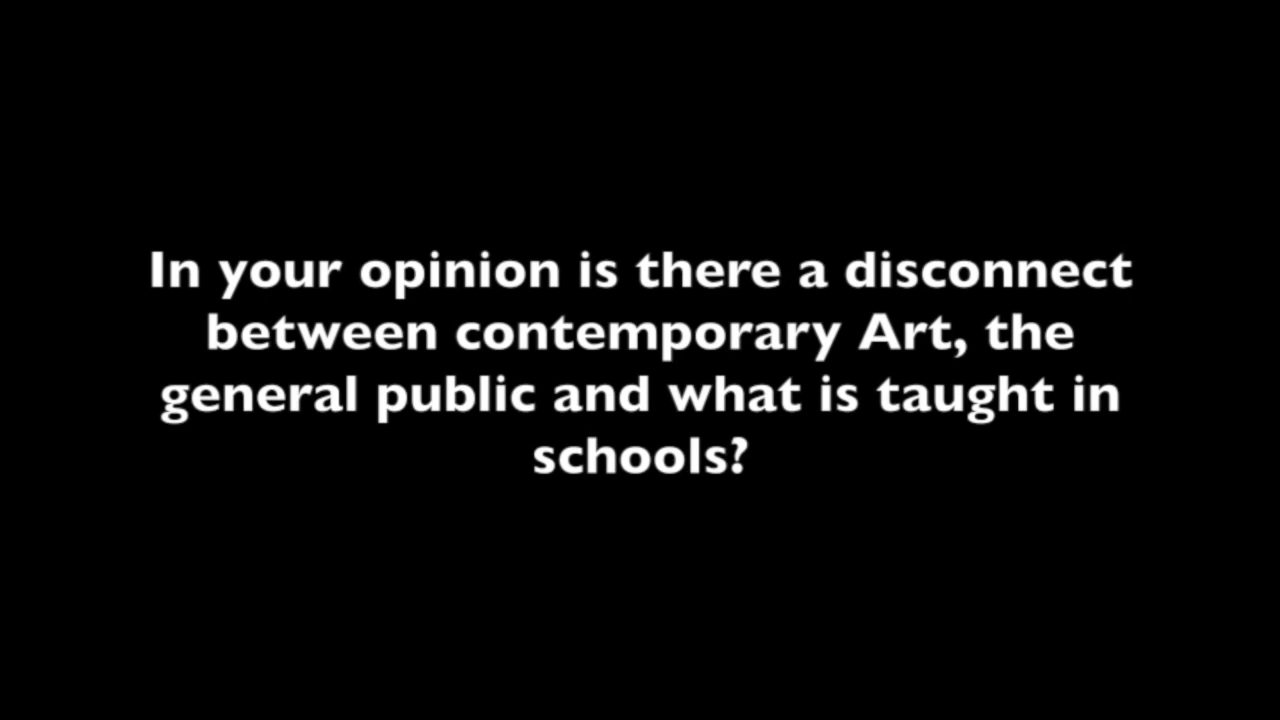 In your opinion is there a disconnect
between contemporary Art, the
general public and what is taught in
schools?